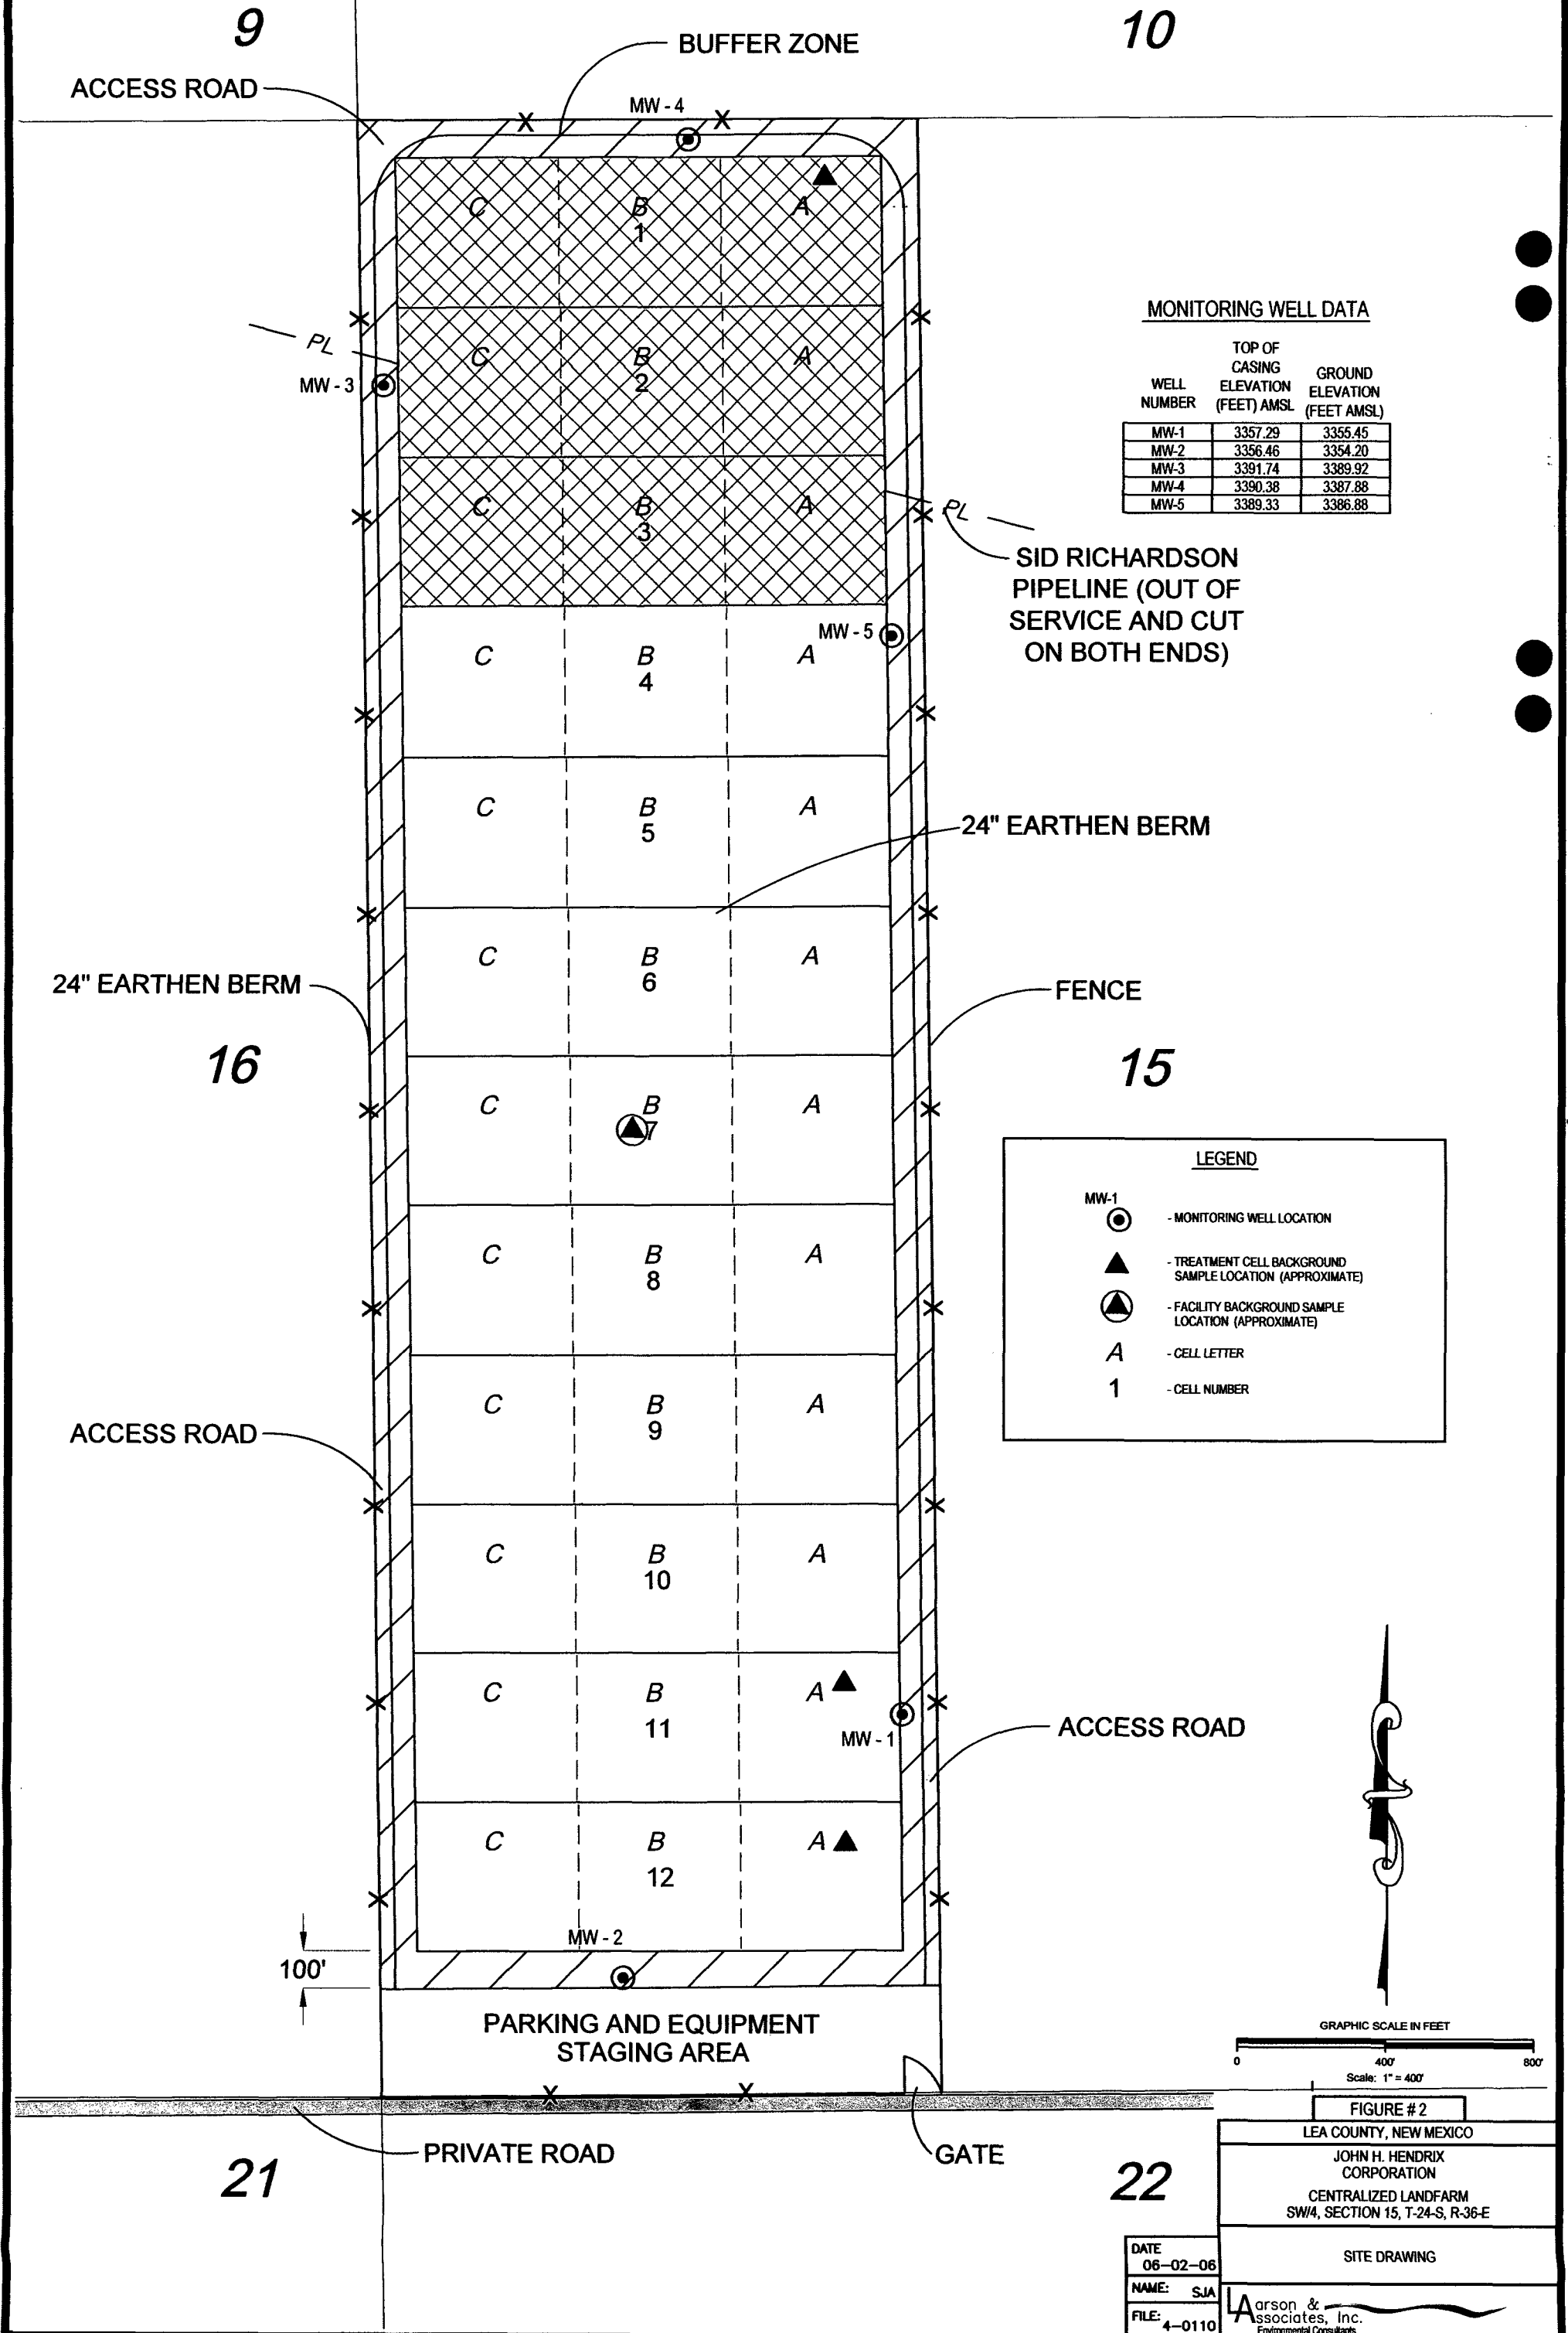 9
10
BUFFER ZONE
ACCESS ROAD
MW - 4
X
X
C
B
A
1
PL
C
B
A
2
MW - 3
C
B
A
3
PL
MONITORING WELL DATA
WELL NUMBER
TOP OF CASING ELEVATION (FEET) AMSL
GROUND ELEVATION (FEET AMSL)
MW-1 3357.29 3355.45
MW-2 3356.46 3354.20
MW-3 3391.74 3389.92
MW-4 3390.38 3387.88
MW-5 3389.33 3386.88
SID RICHARDSON
PIPELINE (OUT OF
SERVICE AND CUT
ON BOTH ENDS)
MW - 5
C
B
A
4
C
B
A
5
24" EARTHEN BERM
C
B
A
6
24" EARTHEN BERM
FENCE
16
15
C
B
A
7
LEGEND
MW-1
- MONITORING WELL LOCATION
- TREATMENT CELL BACKGROUND
SAMPLE LOCATION (APPROXIMATE)
- FACILITY BACKGROUND SAMPLE
LOCATION (APPROXIMATE)
A - CELL LETTER
1 - CELL NUMBER
C
B
A
8
C
B
A
9
ACCESS ROAD
C
B
A
10
C
B
A
11
MW - 1
ACCESS ROAD
C
B
A
12
MW - 2
100'
PARKING AND EQUIPMENT
STAGING AREA
X
X
GRAPHIC SCALE IN FEET
0 400' 800'
Scale: 1" = 400'
PRIVATE ROAD
GATE
21
22
FIGURE # 2
LEA COUNTY, NEW MEXICO
JOHN H. HENDRIX
CORPORATION
CENTRALIZED LANDFARM
SW/4, SECTION 15, T-24-S, R-36-E
SITE DRAWING
DATE
06-02-06
NAME: SJA
FILE: 4-0110
Larson &
Associates, Inc.
Environmental Consultants